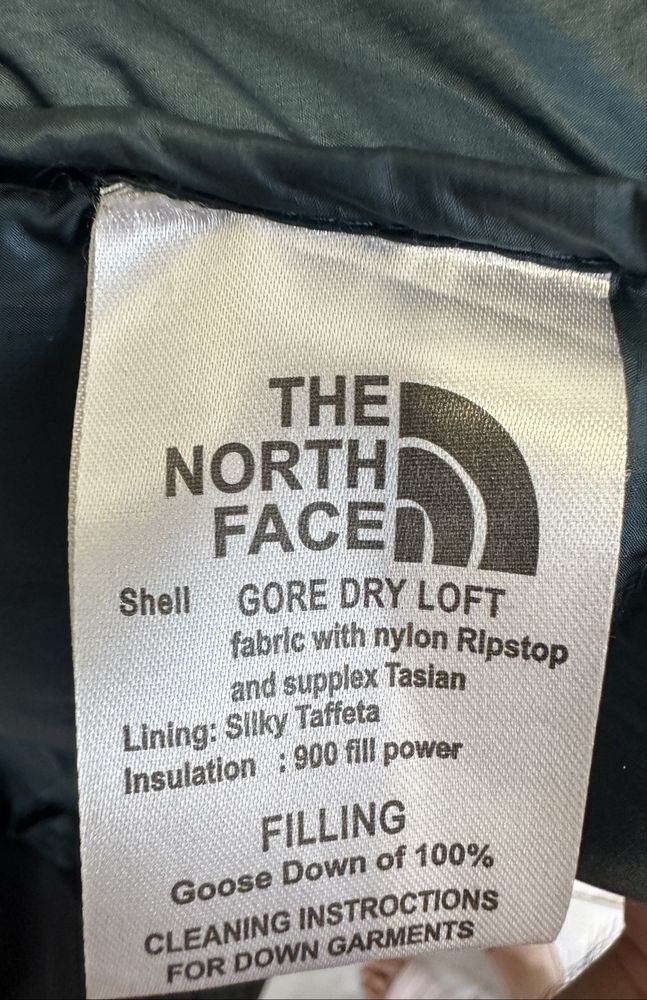 THE
NORTH
FACE
Shell GORE DRY LOFT
fabric with nylon RIpstop
and supplex Tasian
Lining: Silky Taffeta
Insulation : 900 fill power
FILLING
Goose Down of 100%
CLEANING INSTROCTIONS
FOR DOWN GARMENTS